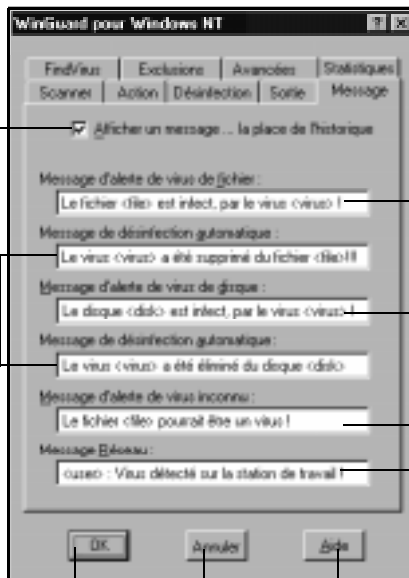 WinGuard pour Windows NT
FindVirus Exclusions Avancées Statistiques
Scanner Action Désinfection Sortie Message
Afficher un message... la place de l'historique
Message d'alerte de virus de fichier :
Le fichier <file> est infect, par le virus <virus> !
Message de désinfection automatique :
Le virus <virus> a été supprimé du fichier <file>!!!
Message d'alerte de virus de disque :
Le disque <disk> est infect, par le virus <virus> !
Message de désinfection automatique :
Le virus <virus> a été éliminé du disque <disk>
Message d'alerte de virus inconnu :
Le fichier <file> pourrait être un virus !
Message Réseau :
<user> : Virus détecté sur la station de travail !
OK Annuler Aide